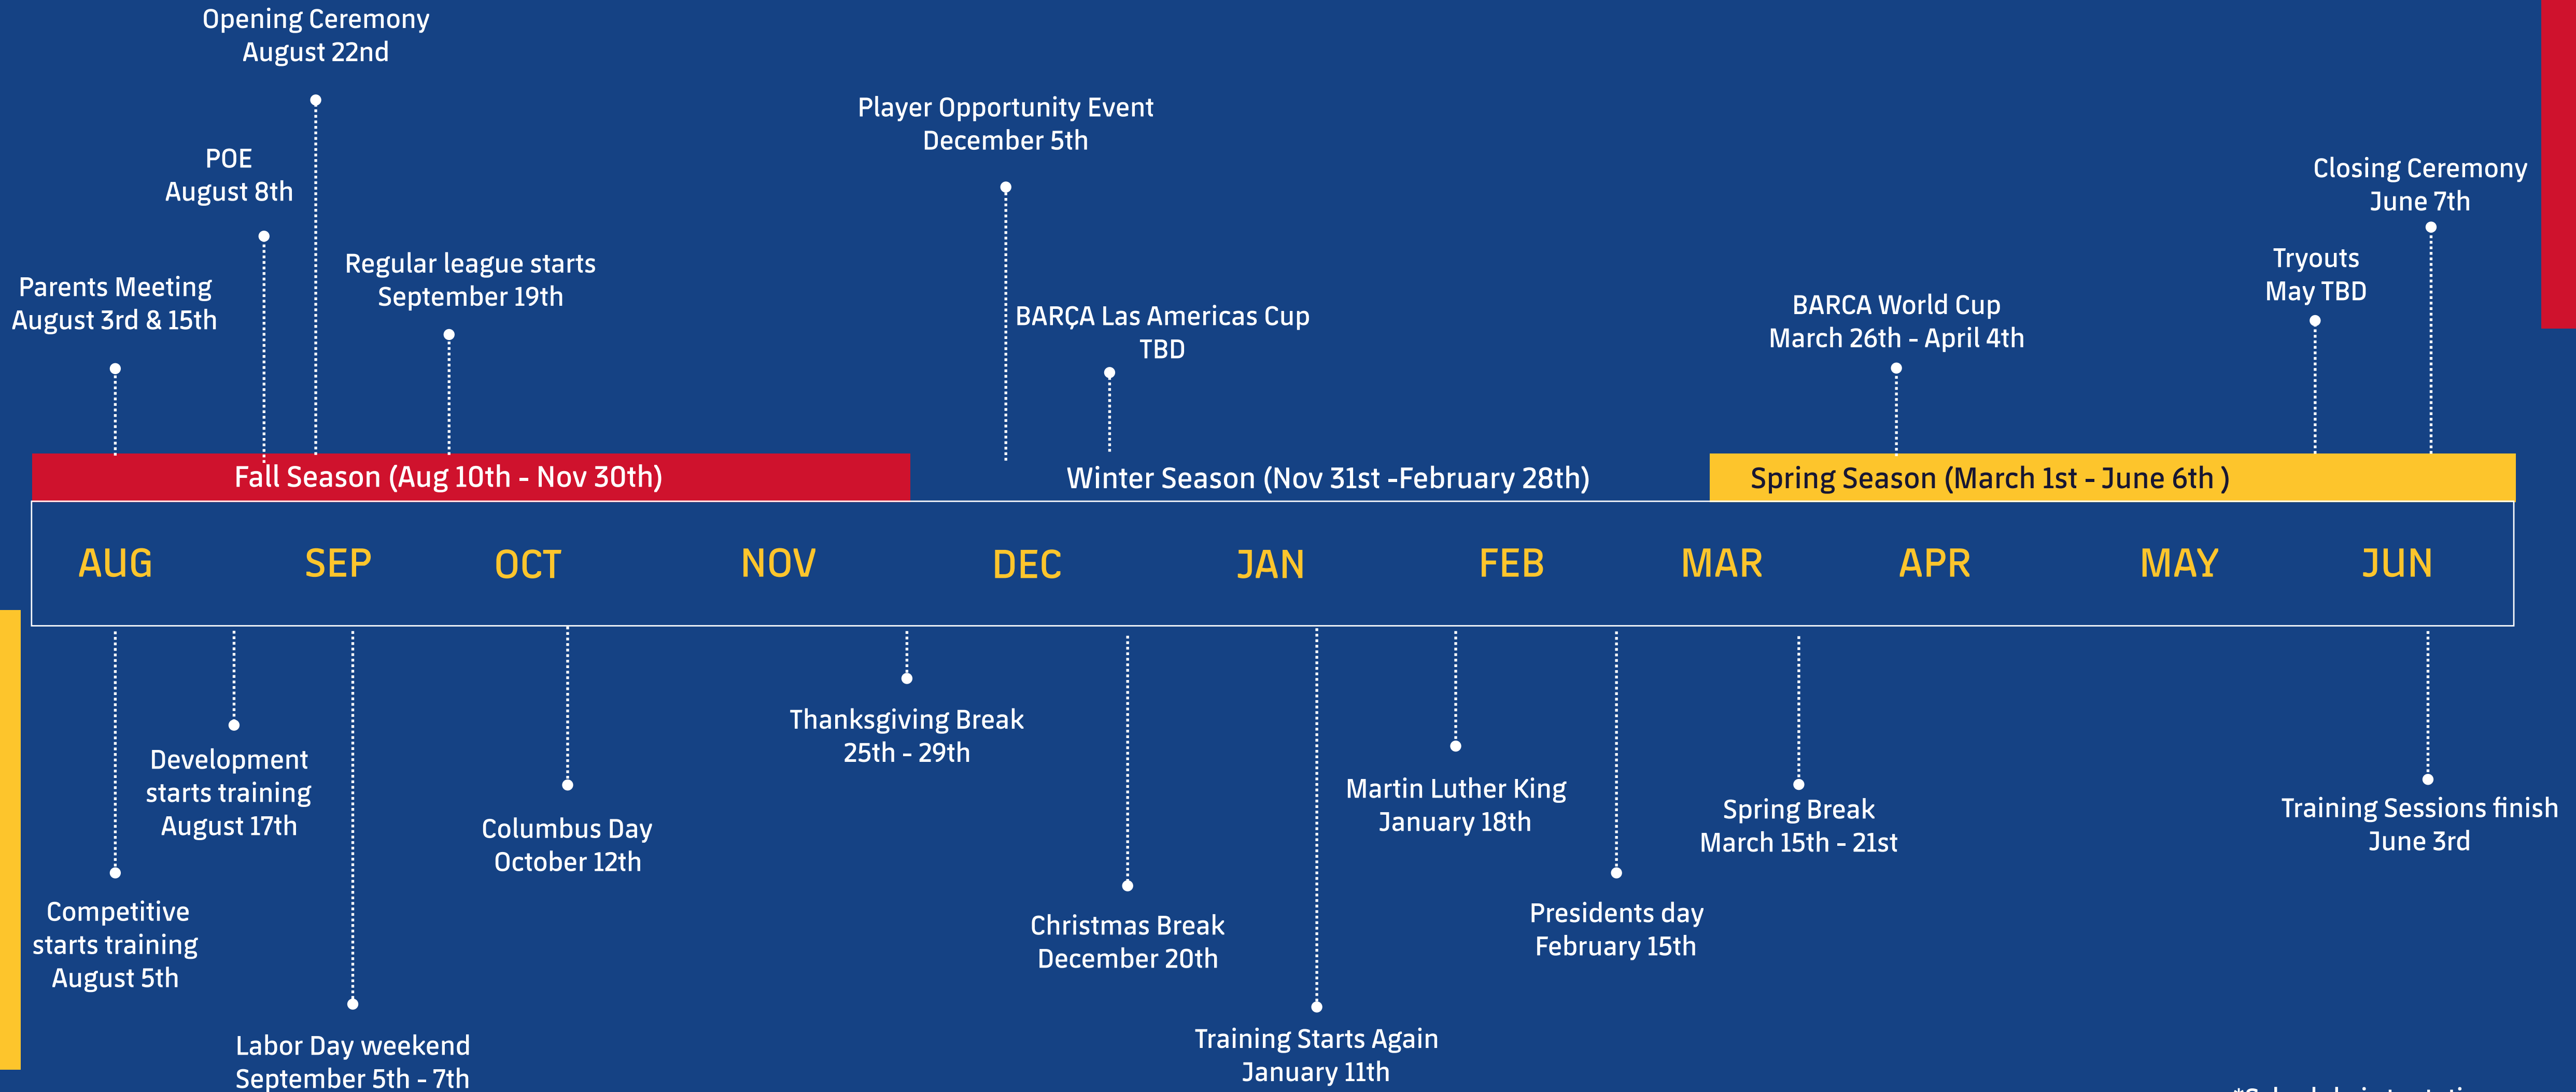 Opening Ceremony
August 22nd
Player Opportunity Event
December 5th
POE
August 8th
Closing Ceremony
June 7th
Regular league starts
September 19th
Tryouts
May TBD
Parents Meeting
August 3rd & 15th
BARÇA Las Americas Cup
TBD
BARCA World Cup
March 26th - April 4th
Fall Season (Aug 10th - Nov 30th)
Winter Season (Nov 31st -February 28th)
Spring Season (March 1st - June 6th )
AUG SEP OCT NOV DEC JAN FEB MAR APR MAY JUN
Thanksgiving Break
25th - 29th
Development
starts training
August 17th
Martin Luther King
January 18th
Spring Break
March 15th - 21st
Training Sessions finish
June 3rd
Columbus Day
October 12th
Competitive
starts training
August 5th
Christmas Break
December 20th
Presidents day
February 15th
Labor Day weekend
September 5th - 7th
Training Starts Again
January 11th